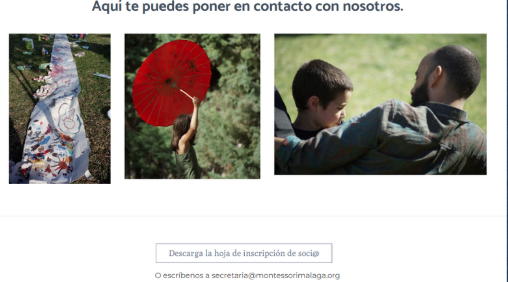 Aquí te puedes poner en contacto con nosotros.
Descarga la hoja de inscripción de soci@
O escríbenos a secretaria@montessorimalaga.org